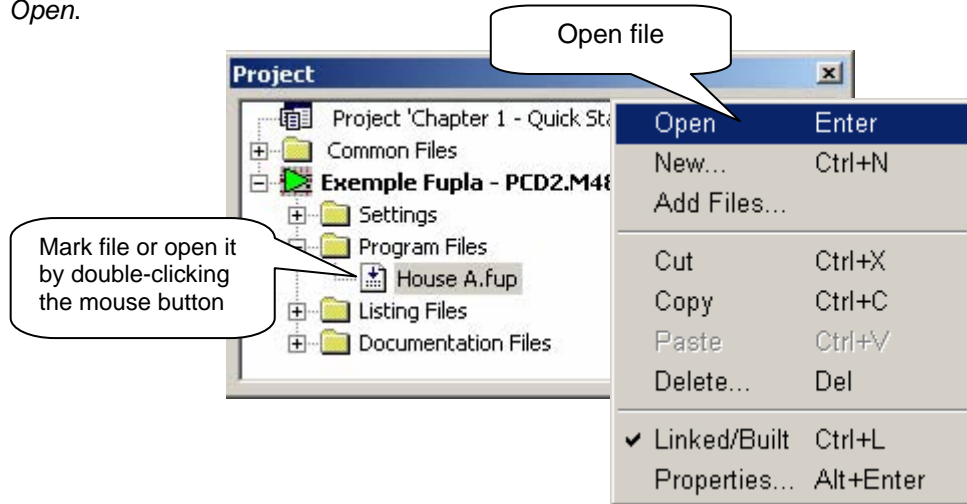 Open.
Open file
Project
Project 'Chapter 1 - Quick Sta
Common Files
Exemple Fupla - PCD2.M48
Settings
Program Files
House A.fup
Listing Files
Documentation Files
Mark file or open it
by double-clicking
the mouse button
Open Enter
New... Ctrl+N
Add Files...
Cut Ctrl+X
Copy Ctrl+C
Paste Ctrl+V
Delete... Del
Linked/Built Ctrl+L
Properties... Alt+Enter